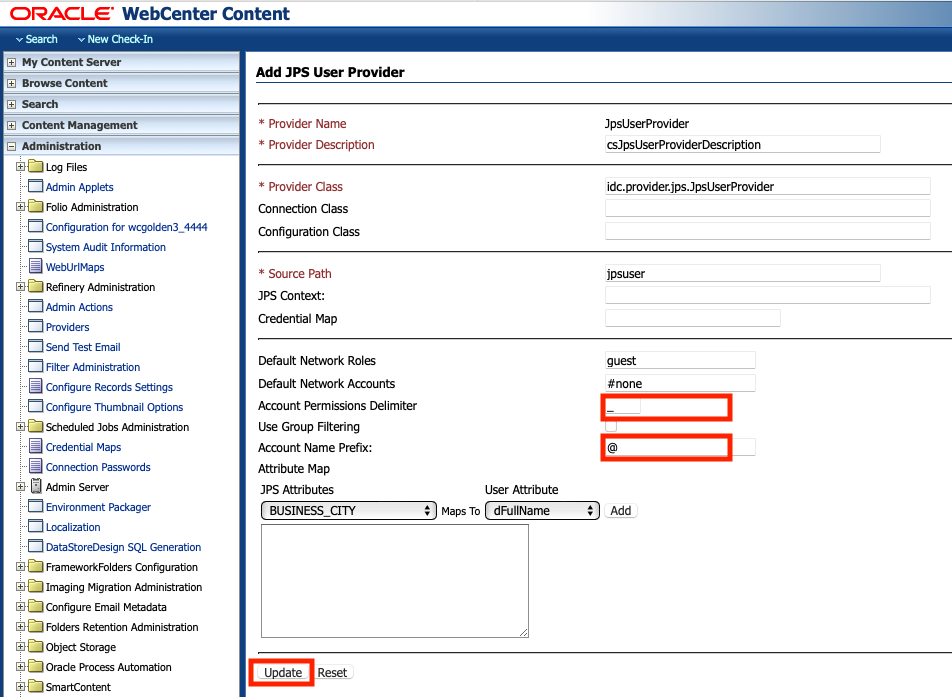 ORACLE® WebCenter Content
Search New Check-In
My Content Server
Browse Content
Search
Content Management
Administration
Log Files
Admin Applets
Folio Administration
Configuration for wcgolden3_4444
System Audit Information
WebUrlMaps
Refinery Administration
Admin Actions
Providers
Send Test Email
Filter Administration
Configure Records Settings
Configure Thumbnail Options
Scheduled Jobs Administration
Credential Maps
Connection Passwords
Admin Server
Environment Packager
Localization
DataStoreDesign SQL Generation
FrameworkFolders Configuration
Imaging Migration Administration
Configure Email Metadata
Folders Retention Administration
Object Storage
Oracle Process Automation
SmartContent
Add JPS User Provider
* Provider Name JpsUserProvider
* Provider Description csJpsUserProviderDescription
* Provider Class idc.provider.jps.JpsUserProvider
Connection Class
Configuration Class
* Source Path jpsuser
JPS Context:
Credential Map
Default Network Roles guest
Default Network Accounts #none
Account Permissions Delimiter _
Use Group Filtering
Account Name Prefix: @
Attribute Map
JPS Attributes User Attribute
BUSINESS_CITY Maps To dFullName Add
Update Reset